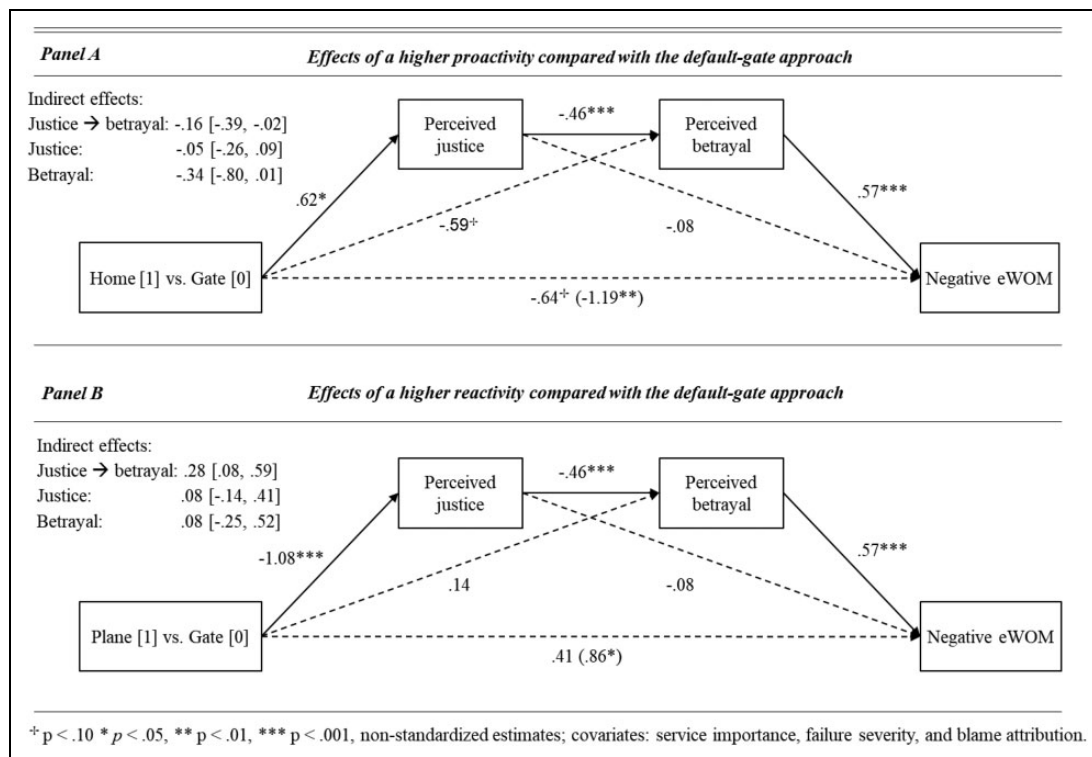 Panel A Effects of a higher proactivity compared with the default-gate approach
Indirect effects:
Justice → betrayal: -.16 [-.39, -.02]
Justice: -.05 [-.26, .09]
Betrayal: -.34 [-.80, .01]
Perceived
justice
-.46***
Perceived
betrayal
.62*
-.59⁺
-.08
.57***
Home [1] vs. Gate [0]
Negative eWOM
-.64⁺ (-1.19**)
Panel B Effects of a higher reactivity compared with the default-gate approach
Indirect effects:
Justice → betrayal: .28 [.08, .59]
Justice: .08 [-.14, .41]
Betrayal: .08 [-.25, .52]
Perceived
justice
-.46***
Perceived
betrayal
-1.08***
.14
-.08
.57***
Plane [1] vs. Gate [0]
Negative eWOM
.41 (.86*)
⁺ p < .10 * p < .05, ** p < .01, *** p < .001, non-standardized estimates; covariates: service importance, failure severity, and blame attribution.